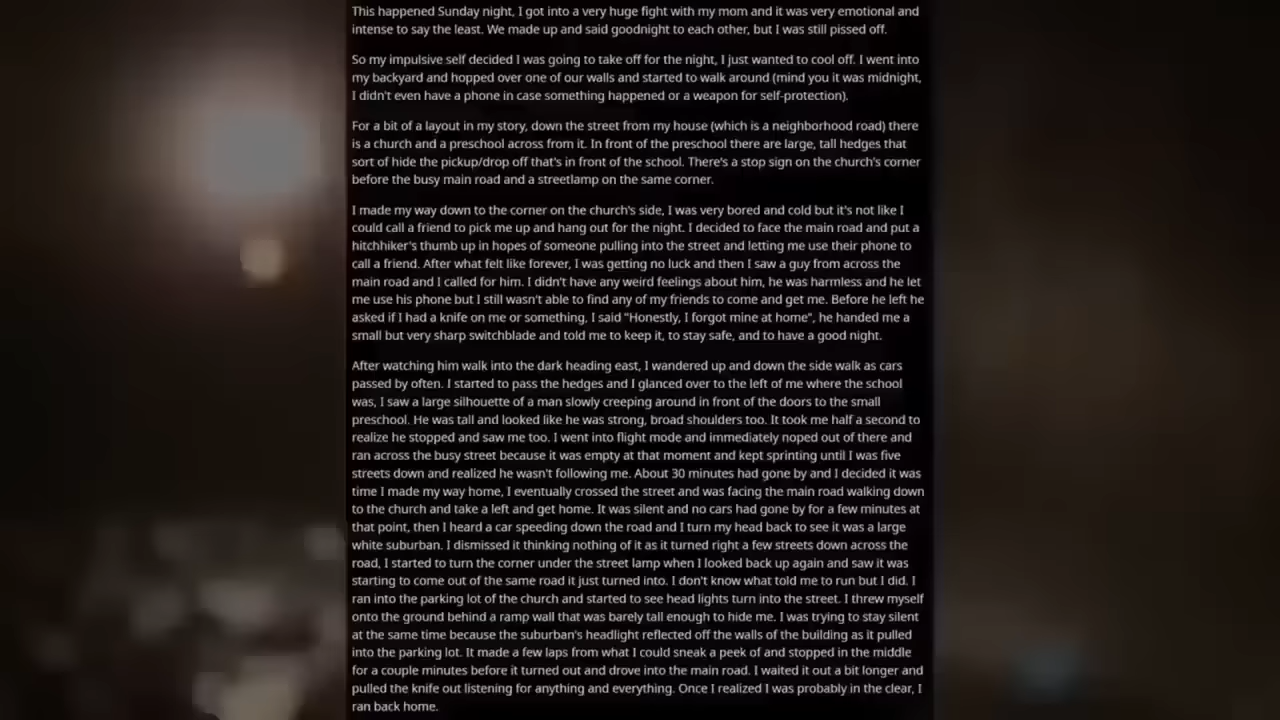 This happened Sunday night, I got into a very huge fight with my mom and it was very emotional and
intense to say the least. We made up and said goodnight to each other, but I was still pissed off.
So my impulsive self decided I was going to take off for the night, I just wanted to cool off. I went into
my backyard and hopped over one of our walls and started to walk around (mind you it was midnight,
I didn't even have a phone in case something happened or a weapon for self-protection).
For a bit of a layout in my story, down the street from my house (which is a neighborhood road) there
is a church and a preschool across from it. In front of the preschool there are large, tall hedges that
sort of hide the pickup/drop off that's in front of the school. There's a stop sign on the church's corner
before the busy main road and a streetlamp on the same corner.
I made my way down to the corner on the church's side, I was very bored and cold but it's not like I
could call a friend to pick me up and hang out for the night. I decided to face the main road and put a
hitchhiker's thumb up in hopes of someone pulling into the street and letting me use their phone to
call a friend. After what felt like forever, I was getting no luck and then I saw a guy from across the
main road and I called for him. I didn't have any weird feelings about him, he was harmless and he let
me use his phone but I still wasn't able to find any of my friends to come and get me. Before he left he
asked if I had a knife on me or something, I said "Honestly, I forgot mine at home", he handed me a
small but very sharp switchblade and told me to keep it, to stay safe, and to have a good night.
After watching him walk into the dark heading east, I wandered up and down the side walk as cars
passed by often. I started to pass the hedges and I glanced over to the left of me where the school
was, I saw a large silhouette of a man slowly creeping around in front of the doors to the small
preschool. He was tall and looked like he was strong, broad shoulders too. It took me half a second to
realize he stopped and saw me too. I went into flight mode and immediately noped out of there and
ran across the busy street because it was empty at that moment and kept sprinting until I was five
streets down and realized he wasn't following me. About 30 minutes had gone by and I decided it was
time I made my way home, I eventually crossed the street and was facing the main road walking down
to the church and take a left and get home. It was silent and no cars had gone by for a few minutes at
that point, then I heard a car speeding down the road and I turn my head back to see it was a large
white suburban. I dismissed it thinking nothing of it as it turned right a few streets down across the
road, I started to turn the corner under the street lamp when I looked back up again and saw it was
starting to come out of the same road it just turned into. I don't know what told me to run but I did. I
ran into the parking lot of the church and started to see head lights turn into the street. I threw myself
onto the ground behind a ramp wall that was barely tall enough to hide me. I was trying to stay silent
at the same time because the suburban's headlight reflected off the walls of the building as it pulled
into the parking lot. It made a few laps from what I could sneak a peek of and stopped in the middle
for a couple minutes before it turned out and drove into the main road. I waited it out a bit longer and
pulled the knife out listening for anything and everything. Once I realized I was probably in the clear, I
ran back home.